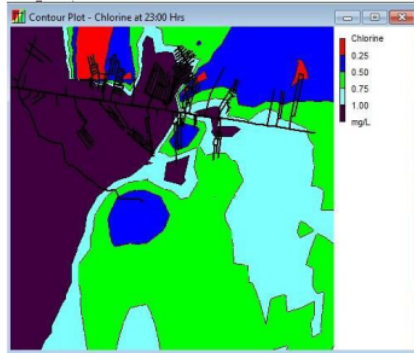 Contour Plot - Chlorine at 23:00 Hrs
Chlorine
0.25
0.50
0.75
1.00
mg/L